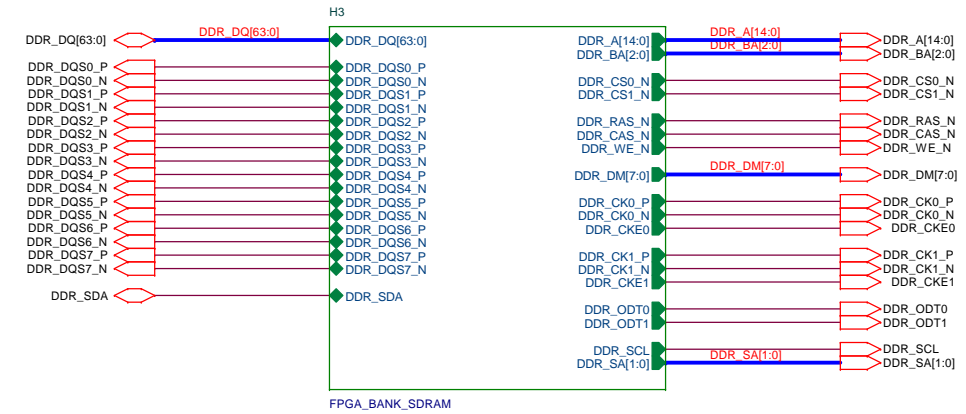 H3
DDR_DQ[63:0] DDR_DQ[63:0] DDR_DQ[63:0] DDR_A[14:0] DDR_A[14:0] DDR_A[14:0]
DDR_BA[2:0] DDR_BA[2:0] DDR_BA[2:0]
DDR_DQS0_P DDR_DQS0_P
DDR_DQS0_N DDR_DQS0_N DDR_CS0_N DDR_CS0_N
DDR_DQS1_P DDR_DQS1_P DDR_CS1_N DDR_CS1_N
DDR_DQS1_N DDR_DQS1_N
DDR_DQS2_P DDR_DQS2_P DDR_RAS_N DDR_RAS_N
DDR_DQS2_N DDR_DQS2_N DDR_CAS_N DDR_CAS_N
DDR_DQS3_P DDR_DQS3_P DDR_WE_N DDR_WE_N
DDR_DQS3_N DDR_DQS3_N
DDR_DQS4_P DDR_DQS4_P DDR_DM[7:0] DDR_DM[7:0] DDR_DM[7:0]
DDR_DQS4_N DDR_DQS4_N
DDR_DQS5_P DDR_DQS5_P DDR_CK0_P DDR_CK0_P
DDR_DQS5_N DDR_DQS5_N DDR_CK0_N DDR_CK0_N
DDR_DQS6_P DDR_DQS6_P DDR_CKE0 DDR_CKE0
DDR_DQS6_N DDR_DQS6_N
DDR_DQS7_P DDR_DQS7_P DDR_CK1_P DDR_CK1_P
DDR_DQS7_N DDR_DQS7_N DDR_CK1_N DDR_CK1_N
DDR_CKE1 DDR_CKE1
DDR_SDA DDR_SDA
DDR_ODT0 DDR_ODT0
DDR_ODT1 DDR_ODT1
DDR_SCL DDR_SCL
DDR_SA[1:0] DDR_SA[1:0] DDR_SA[1:0]
FPGA_BANK_SDRAM